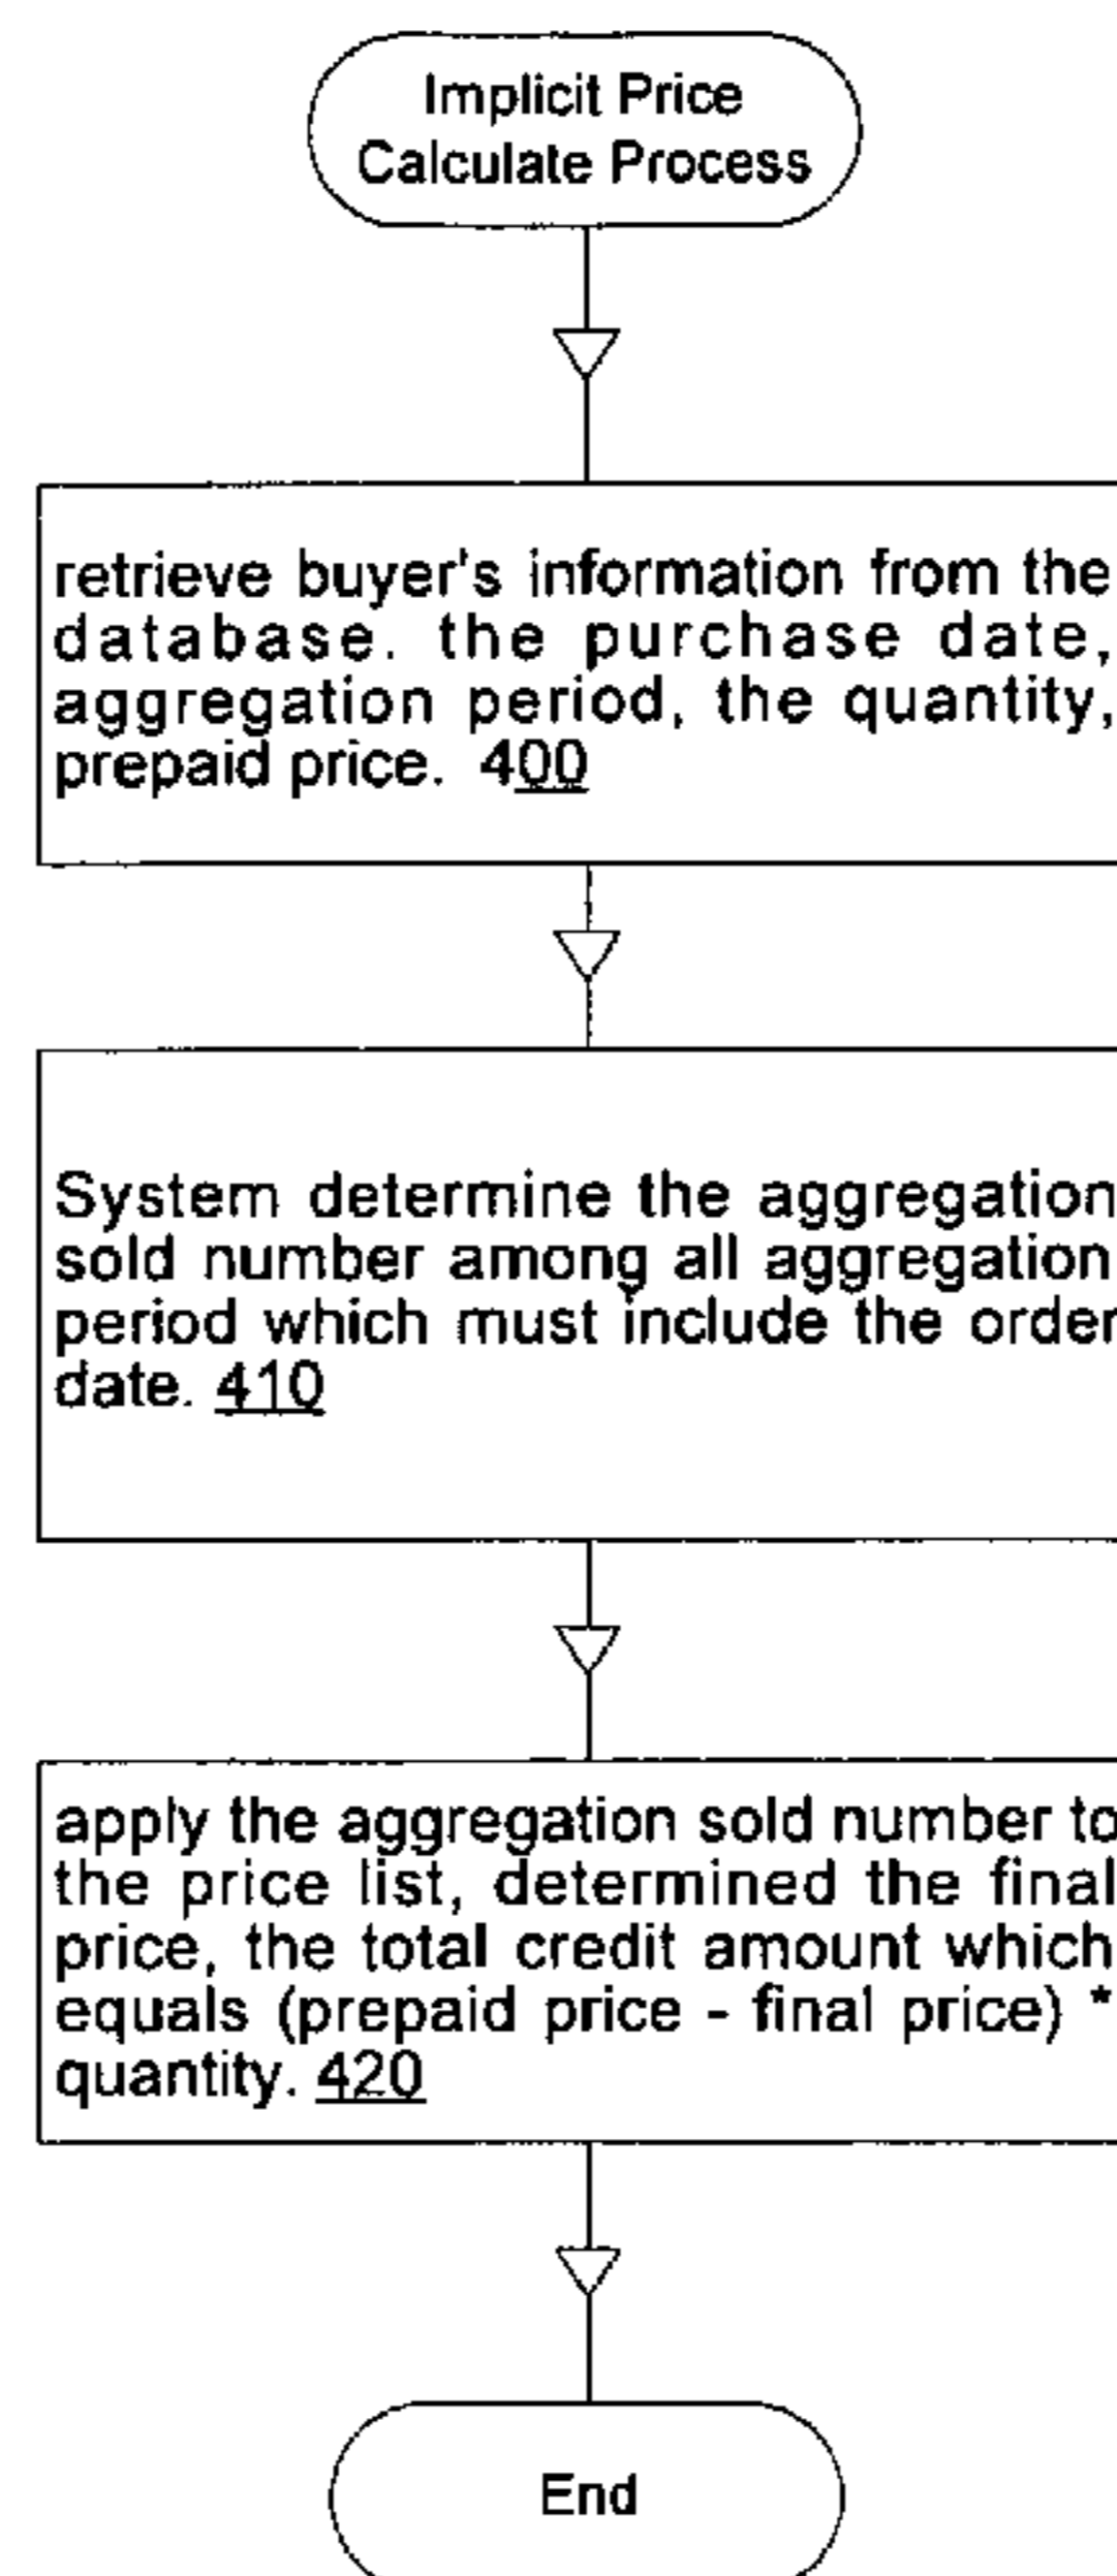 Implicit Price
Calculate Process
retrieve buyer's information from the
database. the purchase date,
aggregation period, the quantity,
prepaid price. 400
System determine the aggregation
sold number among all aggregation
period which must include the order
date. 410
apply the aggregation sold number to
the price list, determined the final
price, the total credit amount which
equals (prepaid price - final price) *
quantity. 420
End